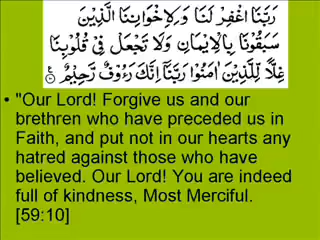 رَبَّنَا اغْفِرْ لَنَا وَلِإِخْوَانِنَا الَّذِينَ
سَبَقُونَا بِالْإِيمَانِ وَلَا تَجْعَلْ فِي قُلُوبِنَا
غِلًّا لِلَّذِينَ آمَنُوا رَبَّنَا إِنَّكَ رَءُوفٌ رَحِيمٌ
• "Our Lord! Forgive us and our
brethren who have preceded us in
Faith, and put not in our hearts any
hatred against those who have
believed. Our Lord! You are indeed
full of kindness, Most Merciful.
[59:10]